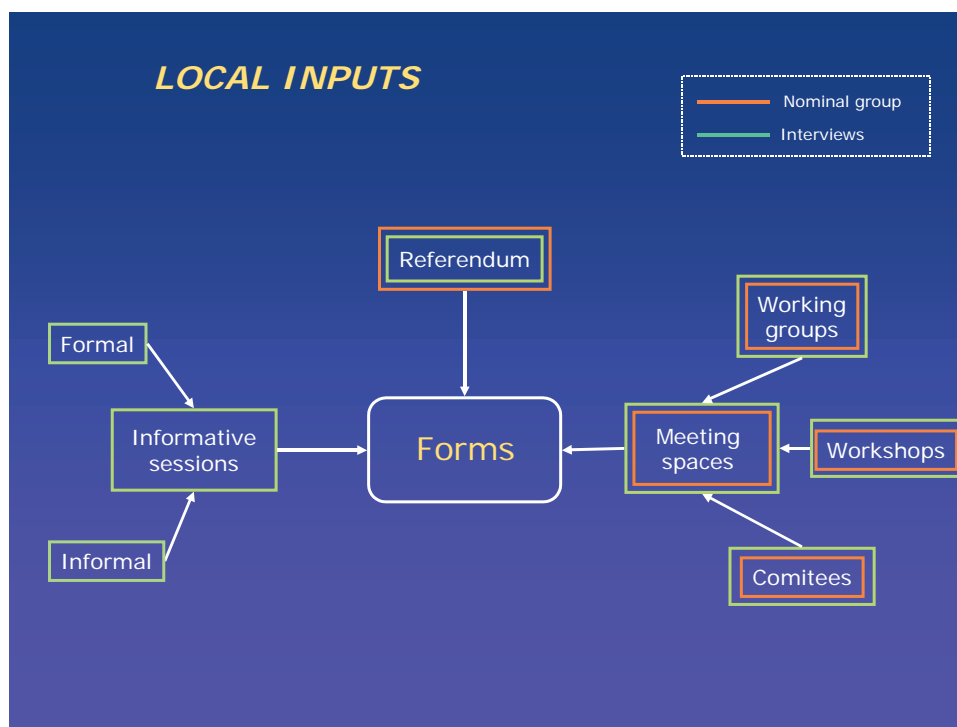 LOCAL INPUTS
Nominal group
Interviews
Referendum
Working
groups
Formal
Informative
sessions
Forms
Meeting
spaces
Workshops
Informal
Comitees